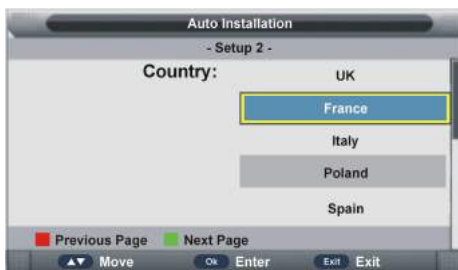 Auto Installation
- Setup 2 -
Country:
UK
France
Italy
Poland
Spain
Previous Page Next Page
▲▼ Move Ok Enter Exit Exit